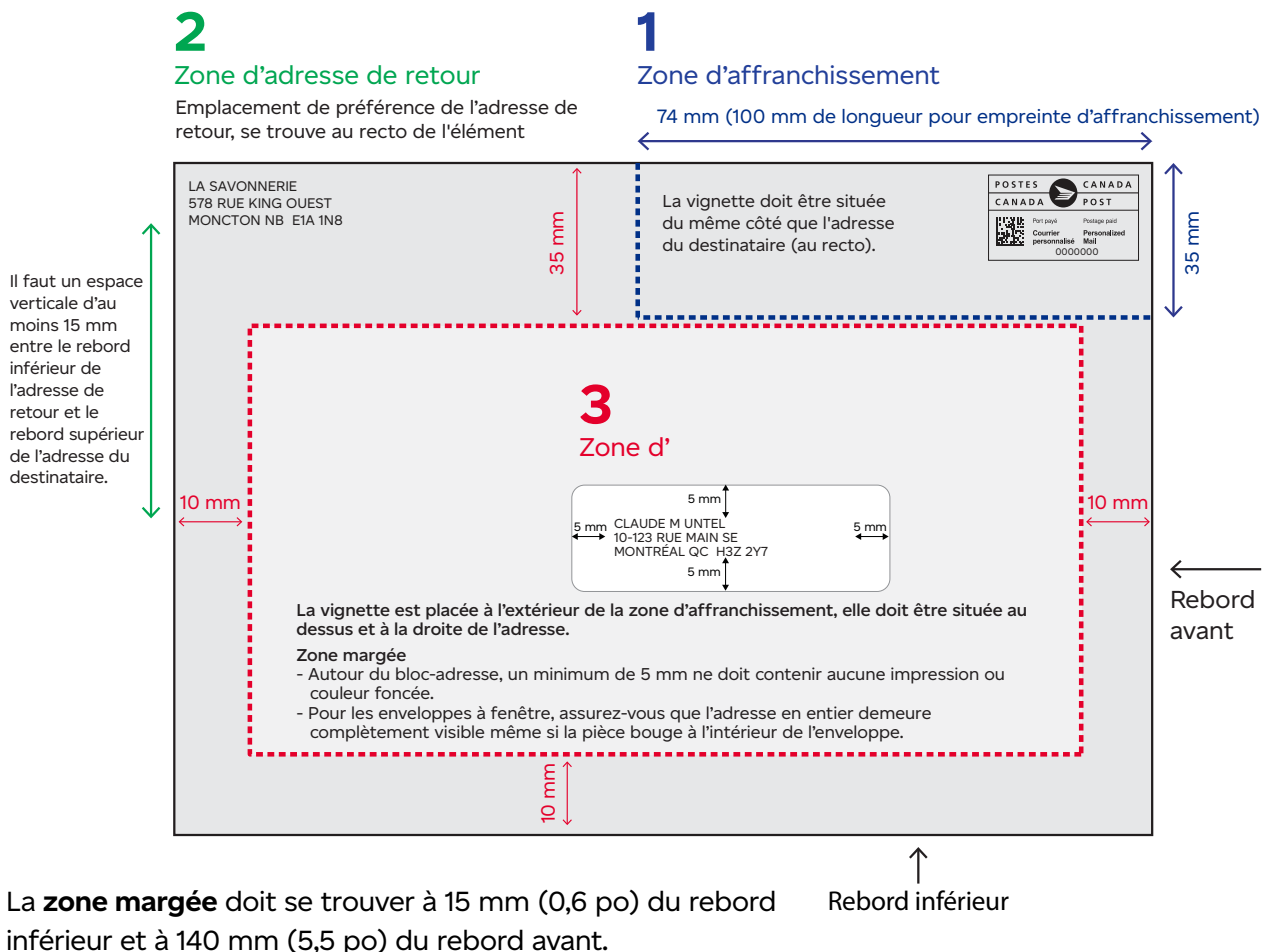 2
Zone d’adresse de retour
Emplacement de préférence de l’adresse de
retour, se trouve au recto de l'élément
1
Zone d’affranchissement
74 mm (100 mm de longueur pour empreinte d’affranchissement)
LA SAVONNERIE
578 RUE KING OUEST
MONCTON NB  E1A 1N8
35 mm
La vignette doit être située
du même côté que l'adresse
du destinataire (au recto).
POSTES CANADA
CANADA POST
Port payé Postage paid
Courrier personnalisé
Personalized Mail
0000000
35 mm
Il faut un espace
verticale d’au
moins 15 mm
entre le rebord
inférieur de
l’adresse de
retour et le
rebord supérieur
de l’adresse du
destinataire.
3
Zone d’
10 mm
10 mm
5 mm
5 mm
CLAUDE M UNTEL
10-123 RUE MAIN SE
MONTRÉAL QC  H3Z 2Y7
5 mm
5 mm
La vignette est placée à l’extérieur de la zone d’affranchissement, elle doit être située au
dessus et à la droite de l’adresse.
Zone margée
- Autour du bloc-adresse, un minimum de 5 mm ne doit contenir aucune impression ou
couleur foncée.
- Pour les enveloppes à fenêtre, assurez-vous que l’adresse en entier demeure
complètement visible même si la pièce bouge à l’intérieur de l’enveloppe.
10 mm
Rebord
avant
Rebord inférieur
La zone margée doit se trouver à 15 mm (0,6 po) du rebord
inférieur et à 140 mm (5,5 po) du rebord avant.